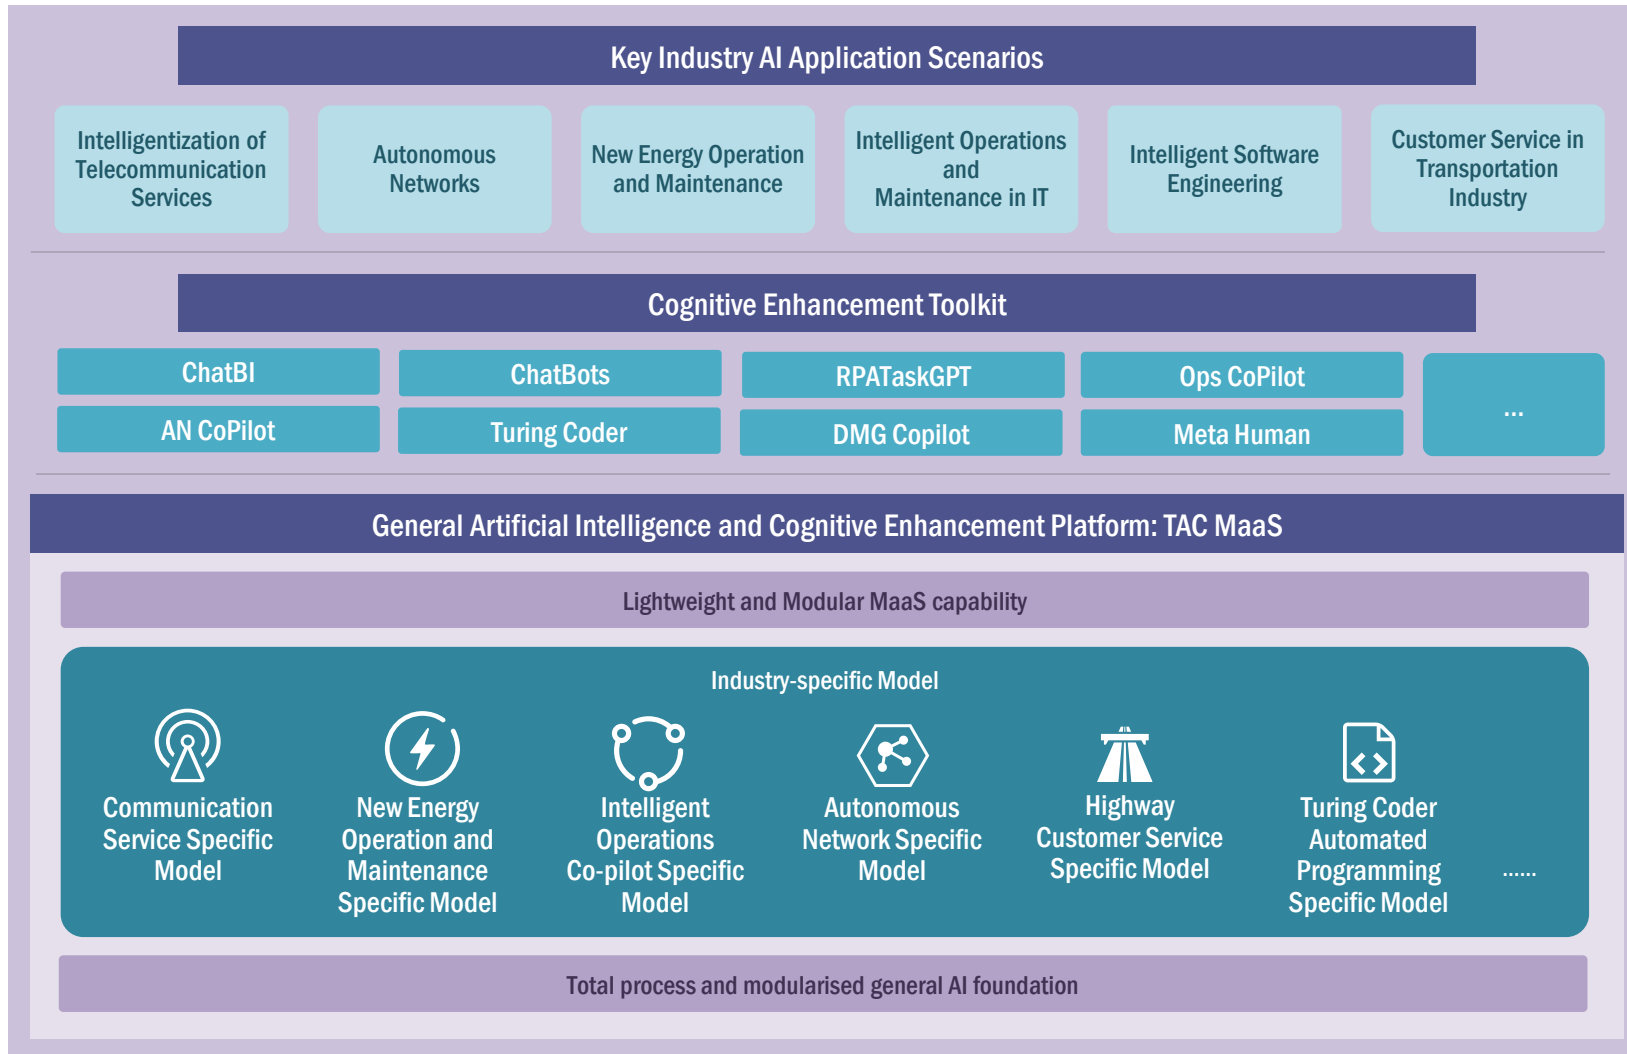 Key Industry AI Application Scenarios
Intelligentization of
Telecommunication
Services
Autonomous
Networks
New Energy Operation
and Maintenance
Intelligent Operations
and
Maintenance in IT
Intelligent Software
Engineering
Customer Service in
Transportation
Industry
Cognitive Enhancement Toolkit
ChatBI
ChatBots
RPATaskGPT
Ops CoPilot
AN CoPilot
Turing Coder
DMG Copilot
Meta Human
...
General Artificial Intelligence and Cognitive Enhancement Platform: TAC MaaS
Lightweight and Modular MaaS capability
Industry-specific Model
Communication
Service Specific
Model
New Energy
Operation and
Maintenance
Specific Model
Intelligent
Operations
Co-pilot Specific
Model
Autonomous
Network Specific
Model
Highway
Customer Service
Specific Model
Turing Coder
Automated
Programming
Specific Model
......
Total process and modularised general AI foundation